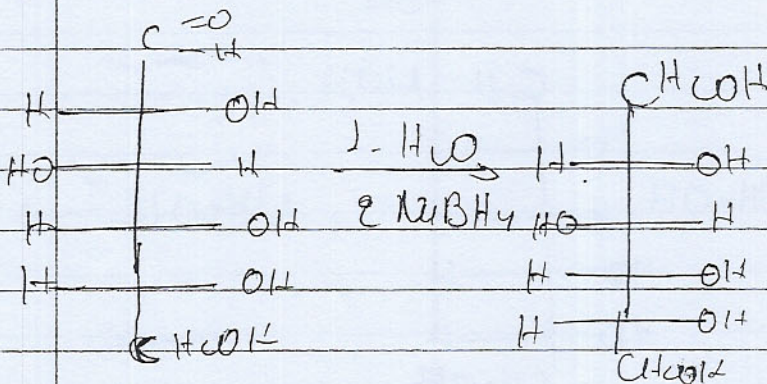 C =O
-H
H OH
HO H
H OH
H OH
CH2OH
1- H2O
2 NaBH4
CH2OH
H OH
HO H
H OH
H OH
CH2OH